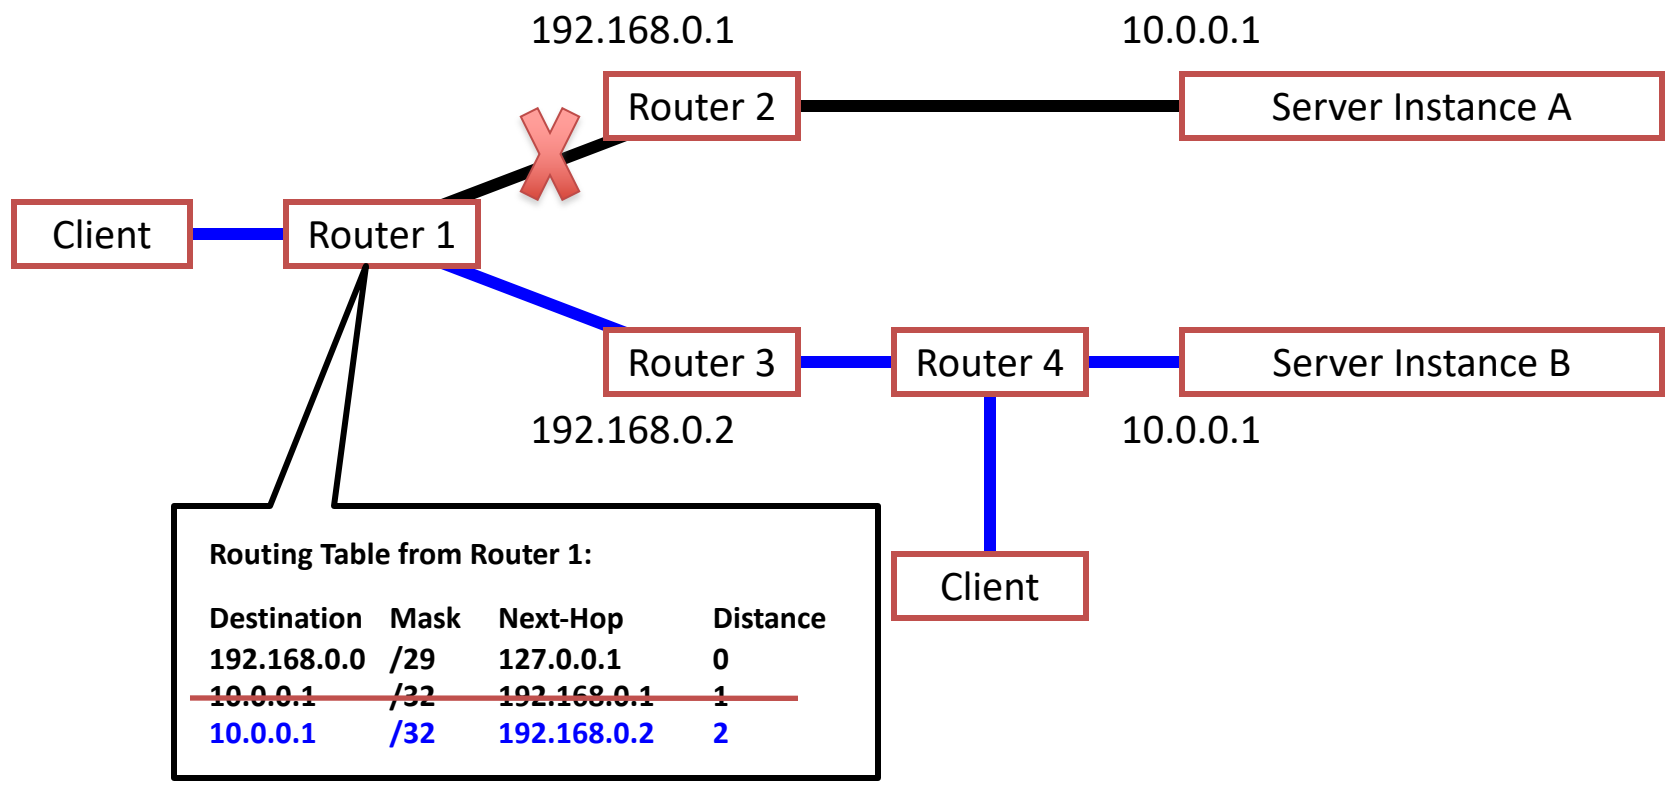 192.168.0.1
10.0.0.1
Router 2
Server Instance A
Client
Router 1
Router 3
Router 4
Server Instance B
192.168.0.2
10.0.0.1
Routing Table from Router 1:
Client
Destination Mask Next-Hop Distance
192.168.0.0 /29 127.0.0.1 0
10.0.0.1 /32 192.168.0.1 1
10.0.0.1 /32 192.168.0.2 2